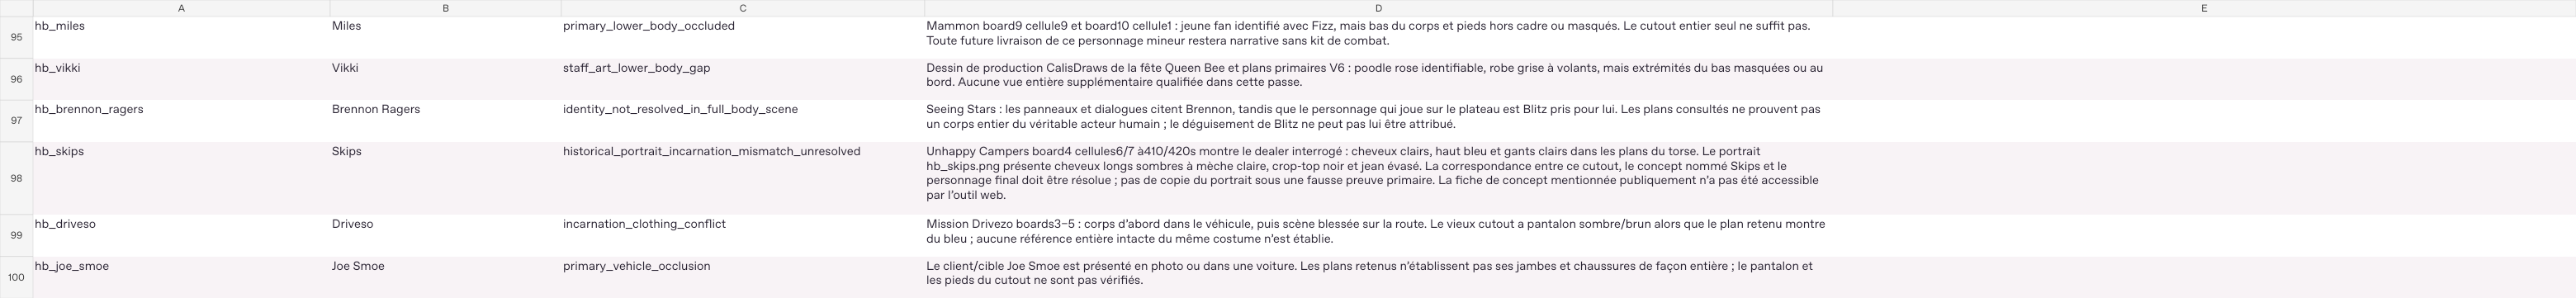 A B C D E
95 hb_miles Miles primary_lower_body_occluded Mammon board9 cellule9 et board10 cellule1 : jeune fan identifié avec Fizz, mais bas du corps et pieds hors cadre ou masqués. Le cutout entier seul ne suffit pas.
Toute future livraison de ce personnage mineur restera narrative sans kit de combat.
96 hb_vikki Vikki staff_art_lower_body_gap Dessin de production CalisDraws de la fête Queen Bee et plans primaires V6 : poodle rose identifiable, robe grise à volants, mais extrémités du bas masquées ou au
bord. Aucune vue entière supplémentaire qualifiée dans cette passe.
97 hb_brennon_ragers Brennon Ragers identity_not_resolved_in_full_body_scene Seeing Stars : les panneaux et dialogues citent Brennon, tandis que le personnage qui joue sur le plateau est Blitz pris pour lui. Les plans consultés ne prouvent pas
un corps entier du véritable acteur humain ; le déguisement de Blitz ne peut pas lui être attribué.
98 hb_skips Skips historical_portrait_incarnation_mismatch_unresolved Unhappy Campers board4 cellules6/7 à410/420s montre le dealer interrogé : cheveux clairs, haut bleu et gants clairs dans les plans du torse. Le portrait
hb_skips.png présente cheveux longs sombres à mèche claire, crop-top noir et jean évasé. La correspondance entre ce cutout, le concept nommé Skips et le
personnage final doit être résolue ; pas de copie du portrait sous une fausse preuve primaire. La fiche de concept mentionnée publiquement n'a pas été accessible
par l'outil web.
99 hb_driveso Driveso incarnation_clothing_conflict Mission Drivezo boards3–5 : corps d'abord dans le véhicule, puis scène blessée sur la route. Le vieux cutout a pantalon sombre/brun alors que le plan retenu montre
du bleu ; aucune référence entière intacte du même costume n'est établie.
100 hb_joe_smoe Joe Smoe primary_vehicle_occlusion Le client/cible Joe Smoe est présenté en photo ou dans une voiture. Les plans retenus n'établissent pas ses jambes et chaussures de façon entière ; le pantalon et
les pieds du cutout ne sont pas vérifiés.